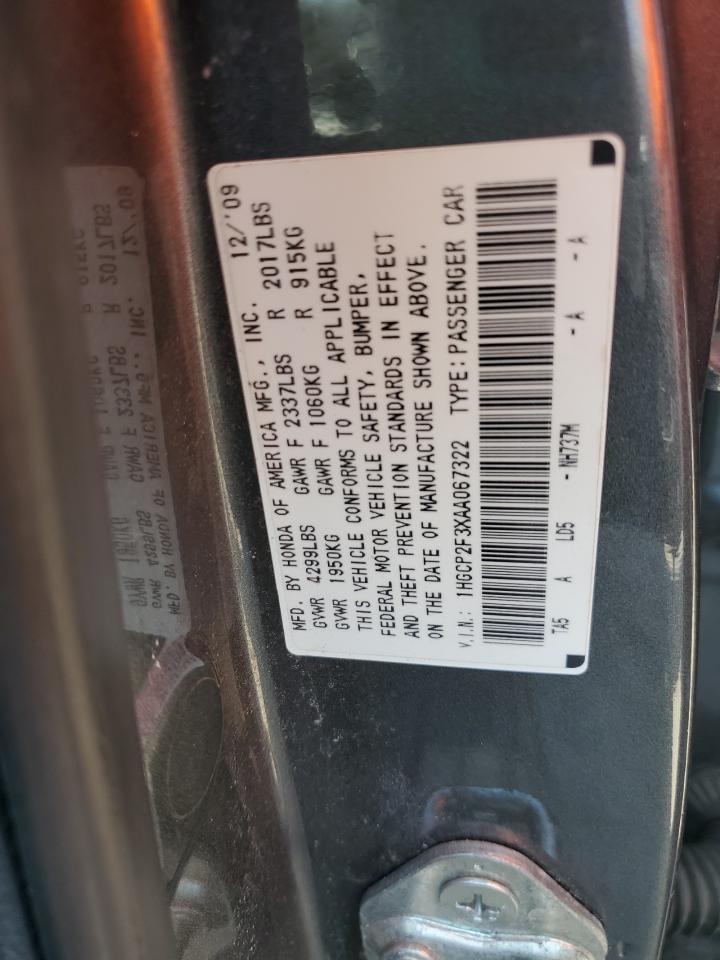 MFD. BY HONDA OF AMERICA MFG., INC. 12/'09
GVWR 4299LBS GAWR F 2337LBS R 2017LBS
GVWR 1950KG GAWR F 1060KG R 915KG
THIS VEHICLE CONFORMS TO ALL APPLICABLE
FEDERAL MOTOR VEHICLE SAFETY, BUMPER,
AND THEFT PREVENTION STANDARDS IN EFFECT
ON THE DATE OF MANUFACTURE SHOWN ABOVE.
V.I.N.: 1HGCP2F3XAA067322 TYPE: PASSENGER CAR
TA5 A LD5 - NH737M - A - A